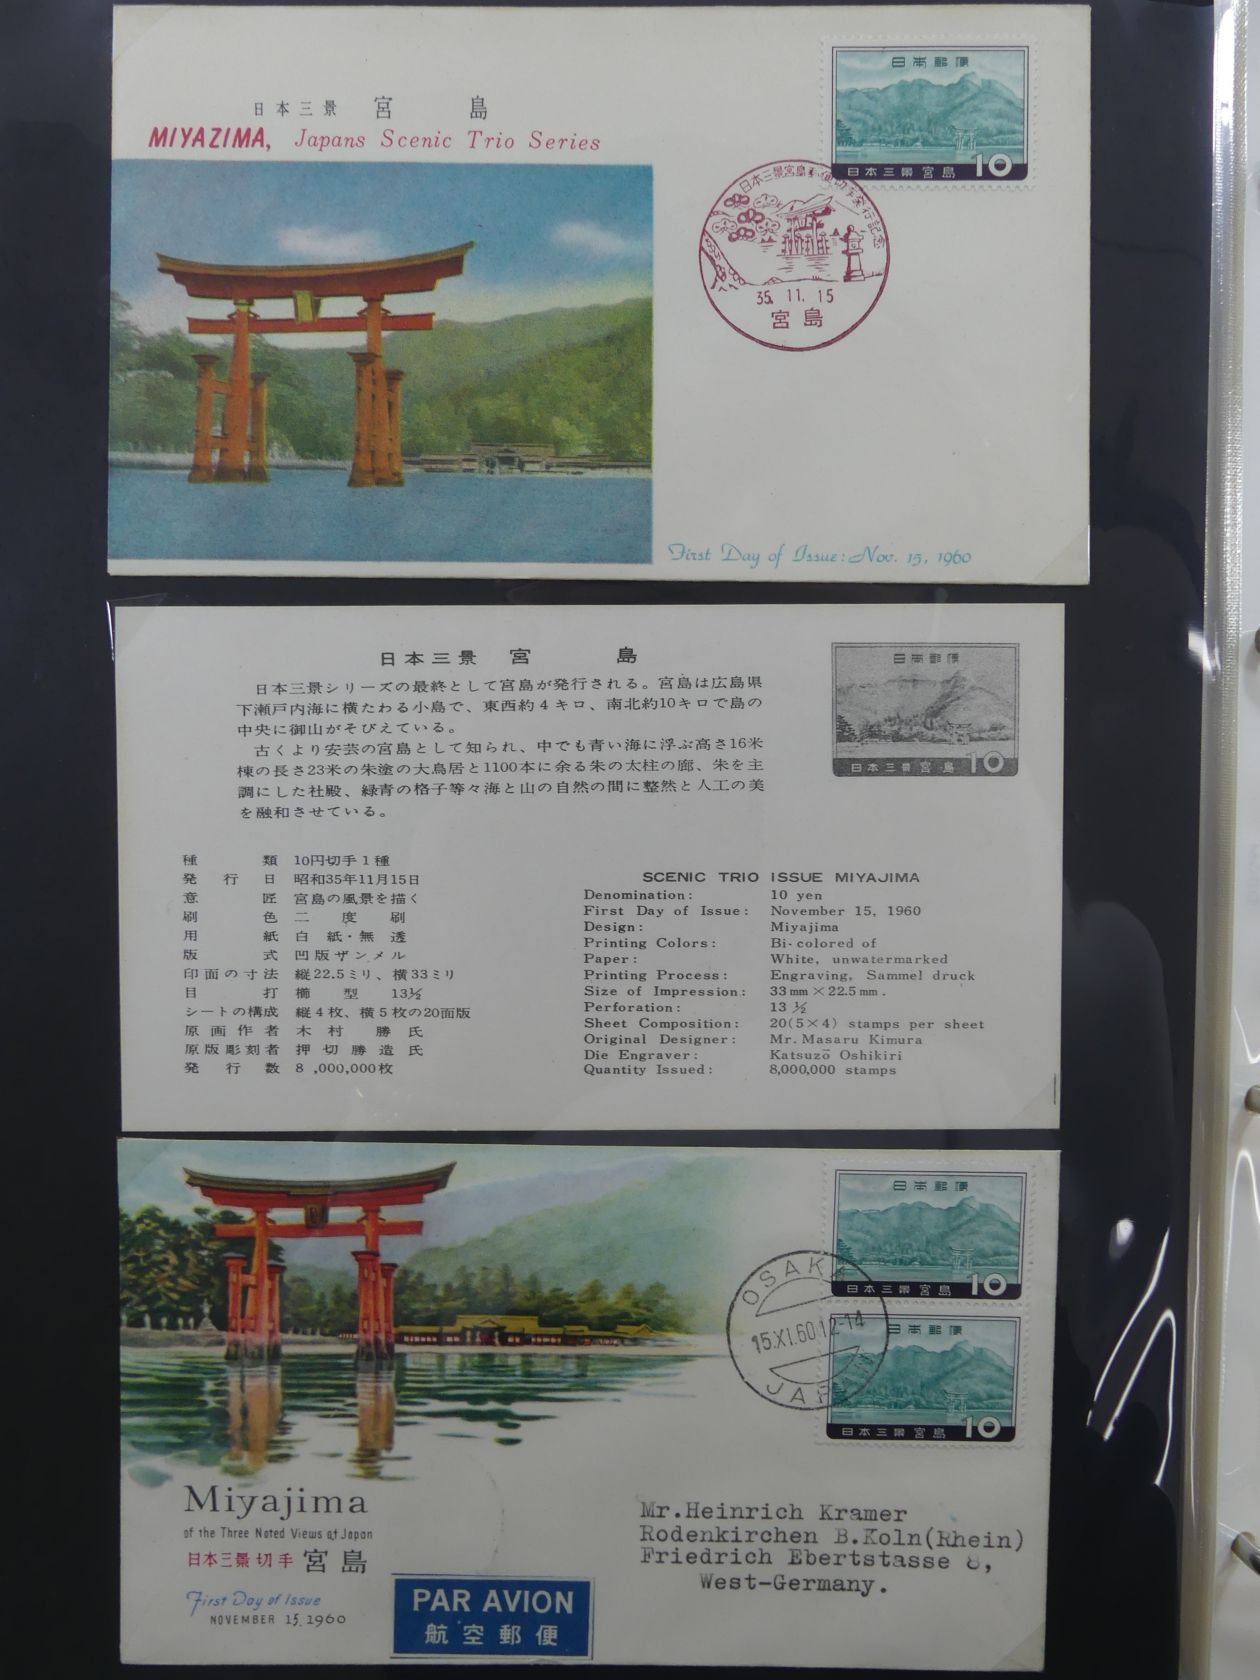 日本三景 宮島
MIYAZIMA, Japans Scenic Trio Series
日本郵便
日本三景 宮島 10
日本三景宮島郵便切手発行記念
35. 11. 15
宮島
First Day of Issue: Nov. 15, 1960
日本三景 宮島
日本三景シリーズの最終として宮島が発行される。宮島は広島県
下瀬戸内海に横たわる小島で、東西約4キロ、南北約10キロで島の
中央に御山がそびえている。
古くより安芸の宮島として知られ、中でも青い海に浮ぶ高さ16米
棟の長さ23米の朱塗の大鳥居と1100本に余る朱の太柱の廊、朱を主
調にした社殿、緑青の格子等々海と山の自然の間に整然と人工の美
を融和させている。
日本郵便
日本三景 宮島 10
種類 10円切手1種
発行日 昭和35年11月15日
意匠 宮島の風景を描く
刷色 二度刷
用紙 白紙・無透
版式 凹版ザンメル
印面の寸法 縦22.5ミリ、横33ミリ
目打 櫛型 13½
シートの構成 縦4枚、横5枚の20面版
原画作者 木村勝氏
原版彫刻者 押切勝造氏
発行数 8,000,000枚
SCENIC TRIO ISSUE MIYAJIMA
Denomination: 10 yen
First Day of Issue: November 15, 1960
Design: Miyajima
Printing Colors: Bi-colored of
Paper: White, unwatermarked
Printing Process: Engraving, Sammel druck
Size of Impression: 33mm×22.5mm.
Perforation: 13 ½
Sheet Composition: 20(5×4) stamps per sheet
Original Designer: Mr. Masaru Kimura
Die Engraver: Katsuzō Oshikiri
Quantity Issued: 8,000,000 stamps
日本郵便
日本三景 宮島 10
OSAKA
15.XI.60.12-14
JAPAN
日本郵便
日本三景 宮島 10
Miyajima
of the Three Noted Views of Japan
日本三景切手 宮島
First Day of Issue
NOVEMBER 15. 1960
PAR AVION
航空郵便
Mr.Heinrich Kramer
Rodenkirchen B.Koln(Rhein)
Friedrich Ebertstasse 8,
West-Germany.